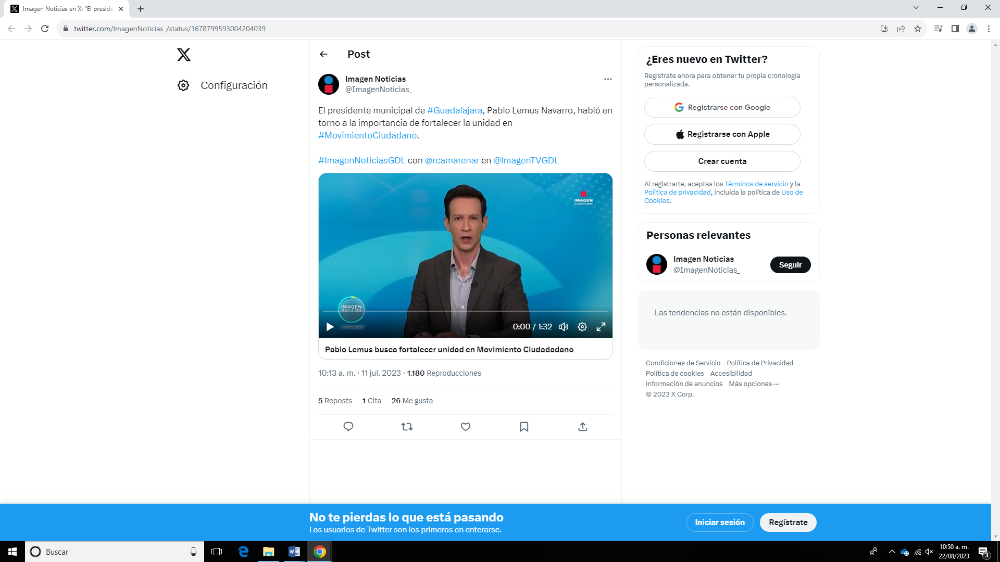 Imagen Noticias en X: "El preside
twitter.com/ImagenNoticias_/status/1678799593004204039
Configuración
Post
Imagen Noticias
@ImagenNoticias_
El presidente municipal de #Guadalajara, Pablo Lemus Navarro, habló en
torno a la importancia de fortalecer la unidad en
#MovimientoCiudadano.
#ImagenNoticiasGDL con @rcamarenar en @ImagenTVGDL
IMAGEN
GUADALAJARA
IMAGEN
NOTICIAS
11/07/2023
0:00 / 1:32
Pablo Lemus busca fortalecer unidad en Movimiento Ciudadadano
10:13 a. m. · 11 jul. 2023 · 1.180 Reproducciones
5 Reposts 1 Cita 26 Me gusta
¿Eres nuevo en Twitter?
Regístrate ahora para obtener tu propia cronología
personalizada.
Registrarse con Google
Registrarse con Apple
Crear cuenta
Al registrarte, aceptas los Términos de servicio y la
Política de privacidad, incluida la política de Uso de
Cookies.
Personas relevantes
Imagen Noticias
@ImagenNoticias_
Seguir
Las tendencias no están disponibles.
Condiciones de Servicio Política de Privacidad
Política de cookies Accesibilidad
Información de anuncios Más opciones ···
© 2023 X Corp.
No te pierdas lo que está pasando
Los usuarios de Twitter son los primeros en enterarse.
Iniciar sesión
Regístrate
Buscar
10:50 a. m.
22/08/2023
3